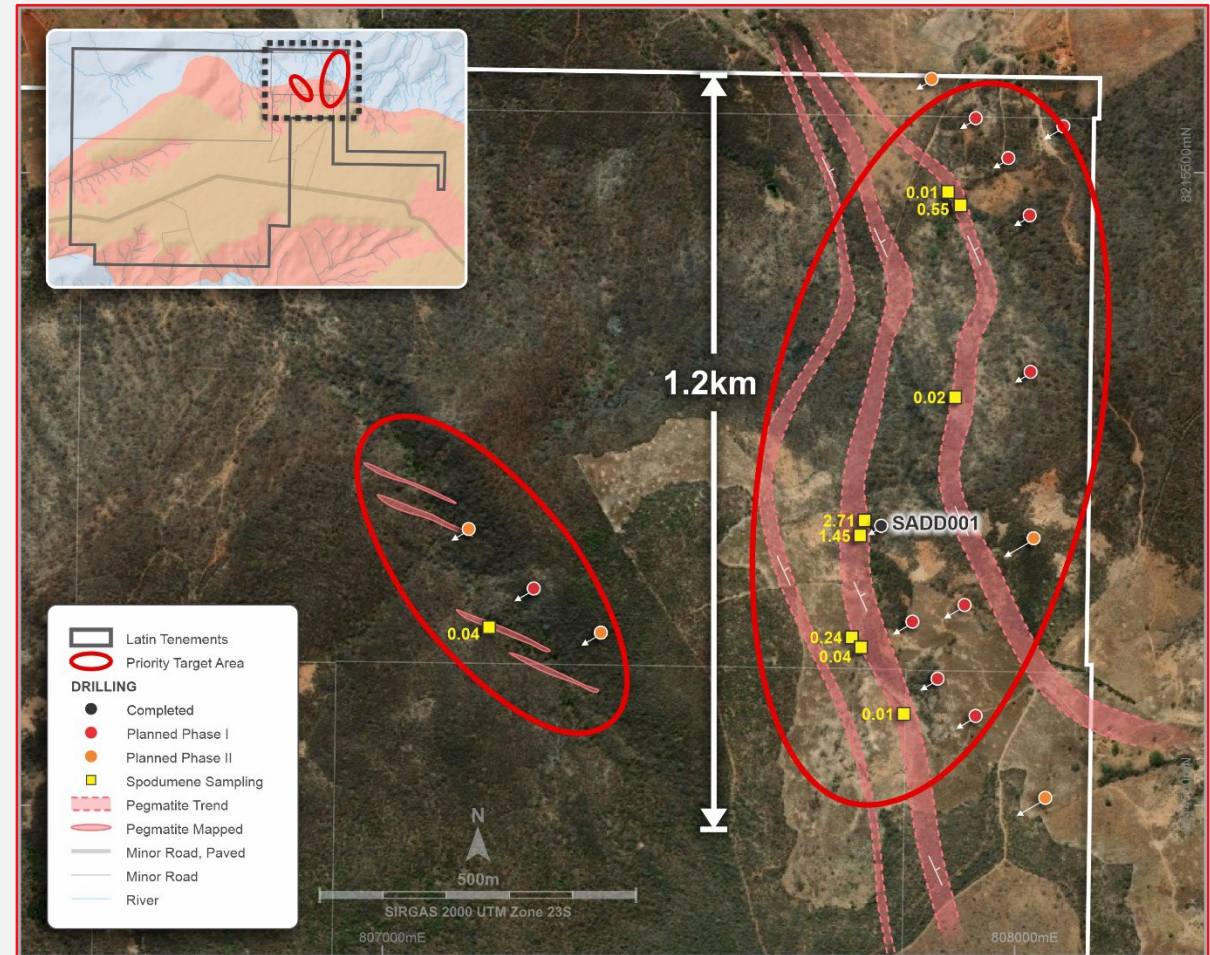 8215500mN
0.01
0.55
1.2km
0.02
2.71
SADD001
1.45
0.04
0.24
0.04
0.01
Latin Tenements
Priority Target Area
DRILLING
Completed
Planned Phase I
Planned Phase II
Spodumene Sampling
Pegmatite Trend
Pegmatite Mapped
Minor Road, Paved
Minor Road
River
N
500m
SIRGAS 2000 UTM Zone 23S
807000mE
808000mE